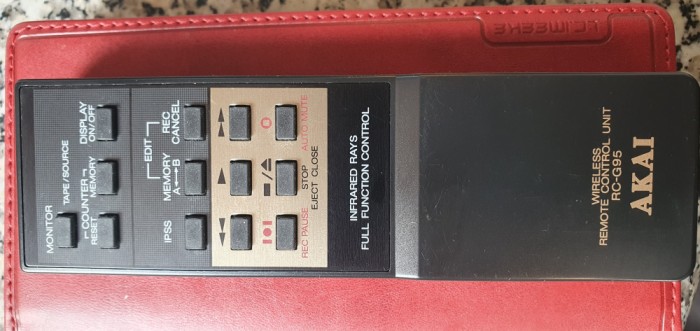 MONITOR
TAPE/SOURCE
COUNTER
DISPLAY
RESET
MEMORY
ON/OFF
EDIT
IPSS
MEMORY
REC
A↔B
CANCEL
REC PAUSE
STOP
AUTO MUTE
EJECT CLOSE
INFRARED RAYS
FULL FUNCTION CONTROL
WIRELESS
REMOTE CONTROL UNIT
RC-G95
AKAI